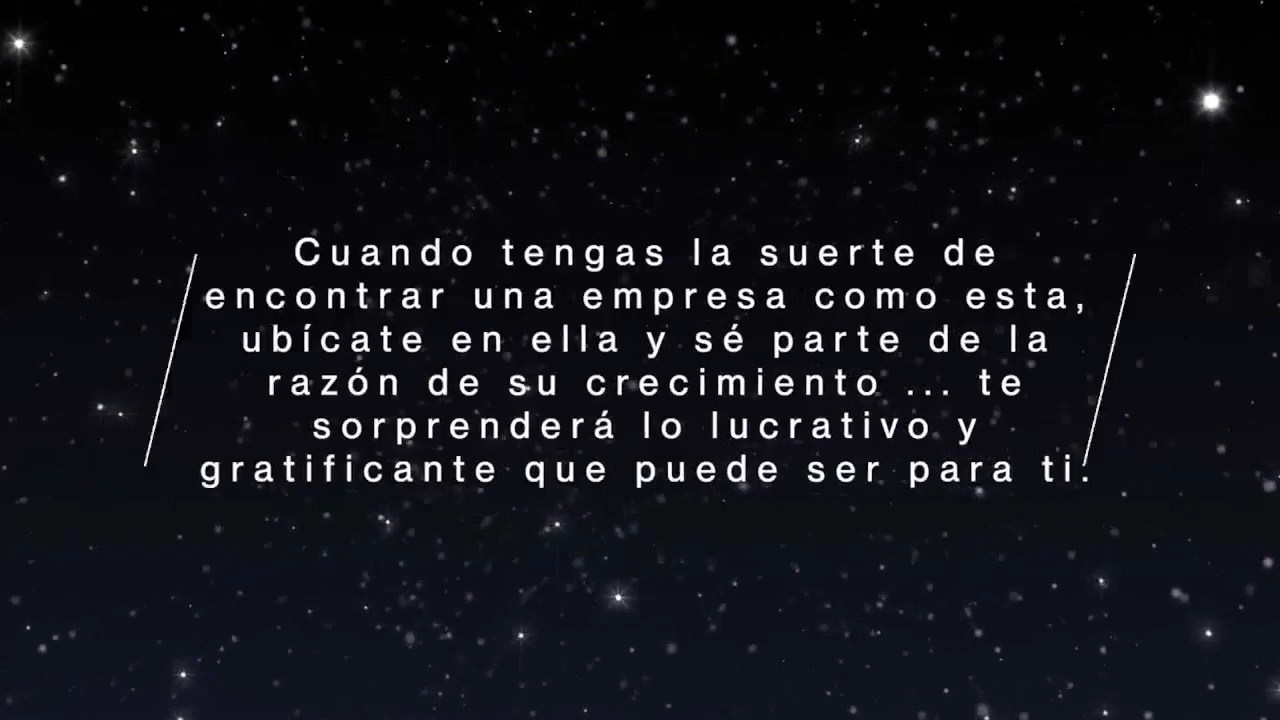 Cuando tengas la suerte de
encontrar una empresa como esta,
ubícate en ella y sé parte de la
razón de su crecimiento ... te
sorprenderá lo lucrativo y
gratificante que puede ser para ti.